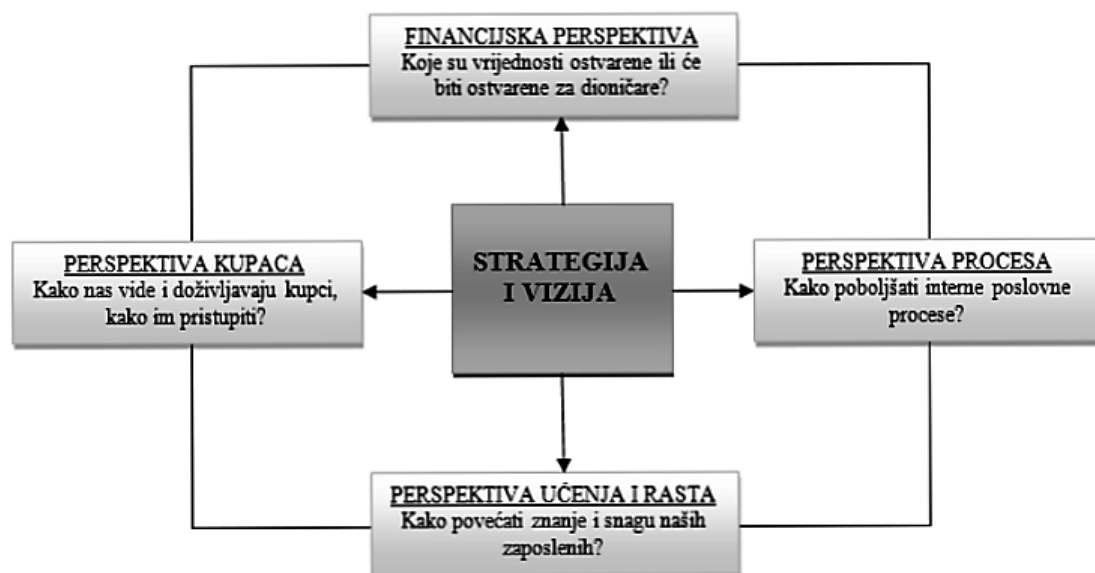 FINANCIJSKA PERSPEKTIVA
Koje su vrijednosti ostvarene ili će
biti ostvarene za dioničare?
PERSPEKTIVA KUPACA
Kako nas vide i doživljavaju kupci,
kako im pristupiti?
STRATEGIJA
I VIZIJA
PERSPEKTIVA PROCESA
Kako poboljšati interne poslovne
procese?
PERSPEKTIVA UČENJA I RASTA
Kako povećati znanje i snagu naših
zaposlenih?